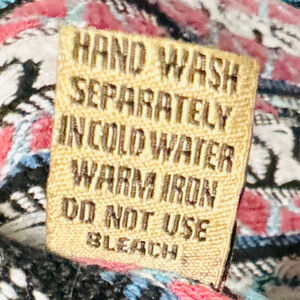 HAND WASH
SEPARATELY
IN COLD WATER
WARM IRON
DO NOT USE
BLEACH.